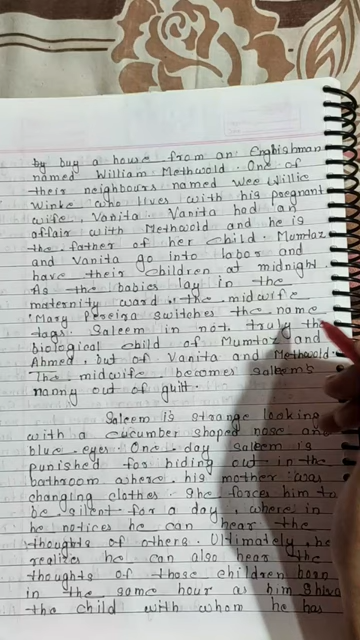 by buy a house from an Englishman
named William Methwold. One of
their neighbours named Wee Willie
Winke who lives with his pregnant
wife, Vanita. Vanita had an
affair with Methwold and he is
the father of her child. Mumtaz
and Vanita go into labor and
have their children at midnight.
As the babies lay in the
maternity ward, the midwife
Mary Pereira switches the name
tags. Saleem in not truly the
biological child of Mumtaz and
Ahmed, but of Vanita and Methwold.
The midwife becomes saleem's
nanny out of guilt.
Saleem is strange looking
with a cucumber shaped nose and
blue eyes. One day saleem is
punished for hiding out in the
bathroom where his mother was
changing clothes. She forces him to
be silent for a day, where in
he notices he can hear the
thoughts of others. Ultimately, he
realizes he can also hear the
thoughts of those children born
in the same hour as him. Shiva
the child with whom he has